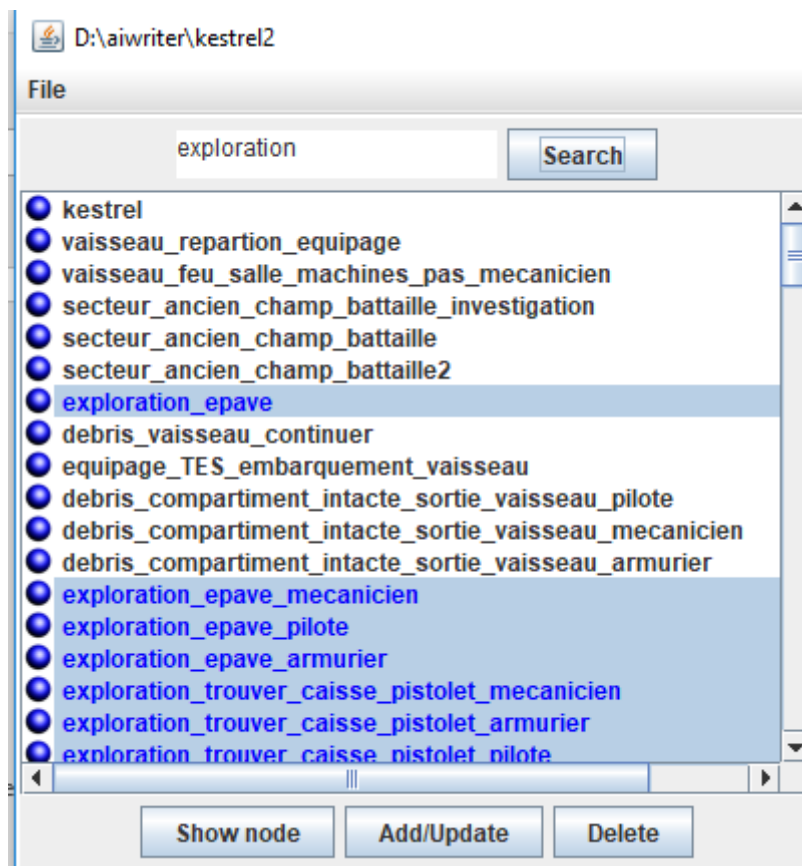 D:\aiwriter\kestrel2
File
exploration Search
kestrel
vaisseau_repartion_equipage
vaisseau_feu_salle_machines_pas_mecanicien
secteur_ancien_champ_battaille_investigation
secteur_ancien_champ_battaille
secteur_ancien_champ_battaille2
exploration_epave
debris_vaisseau_continuer
equipage_TES_embarquement_vaisseau
debris_compartiment_intacte_sortie_vaisseau_pilote
debris_compartiment_intacte_sortie_vaisseau_mecanicien
debris_compartiment_intacte_sortie_vaisseau_armurier
exploration_epave_mecanicien
exploration_epave_pilote
exploration_epave_armurier
exploration_trouver_caisse_pistolet_mecanicien
exploration_trouver_caisse_pistolet_armurier
exploration_trouver_caisse_pistolet_pilote
Show node Add/Update Delete